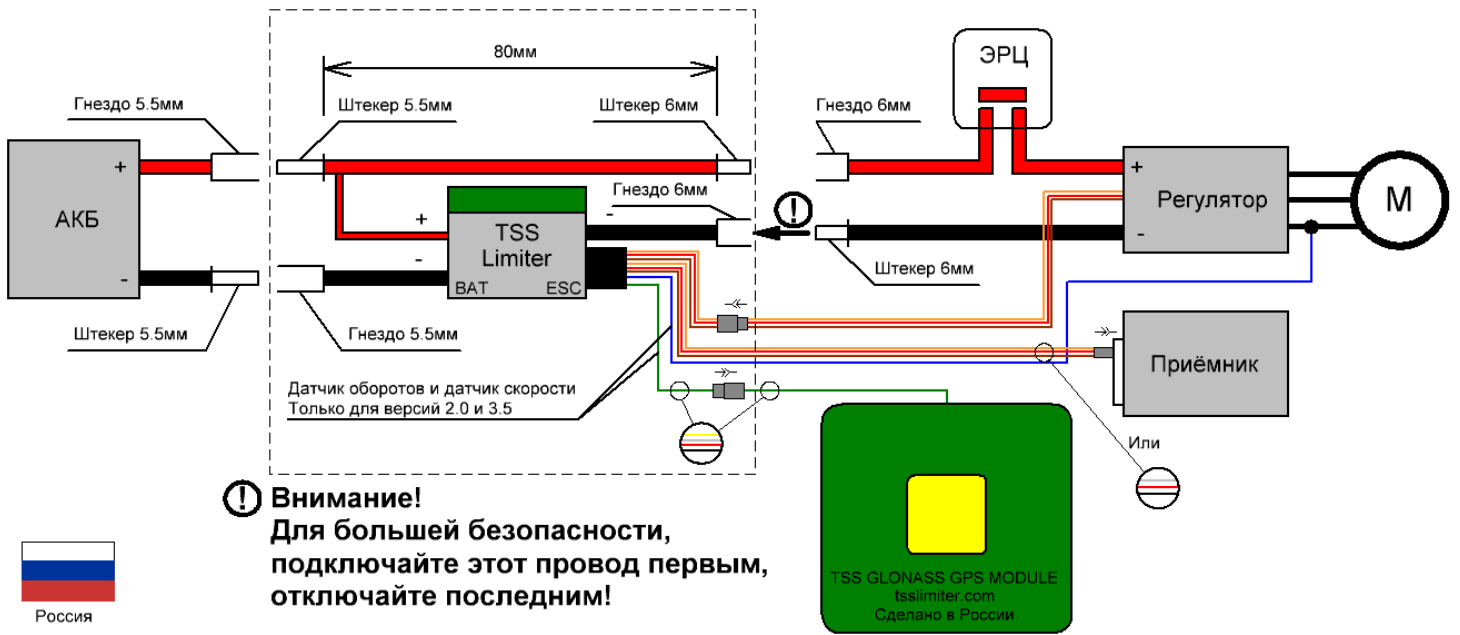 80мм
ЭРЦ
Гнездо 5.5мм
Штекер 5.5мм
Штекер 6мм
Гнездо 6мм
+
АКБ
-
+
-
TSS
Limiter
BAT
ESC
-
Гнездо 6мм
!
Штекер 6мм
+
Регулятор
-
М
Штекер 5.5мм
Гнездо 5.5мм
Приёмник
Датчик оборотов и датчик скорости
Только для версий 2.0 и 3.5
Или
! Внимание!
Для большей безопасности,
подключайте этот провод первым,
отключайте последним!
TSS GLONASS GPS MODULE
tsslimiter.com
Сделано в России
Россия